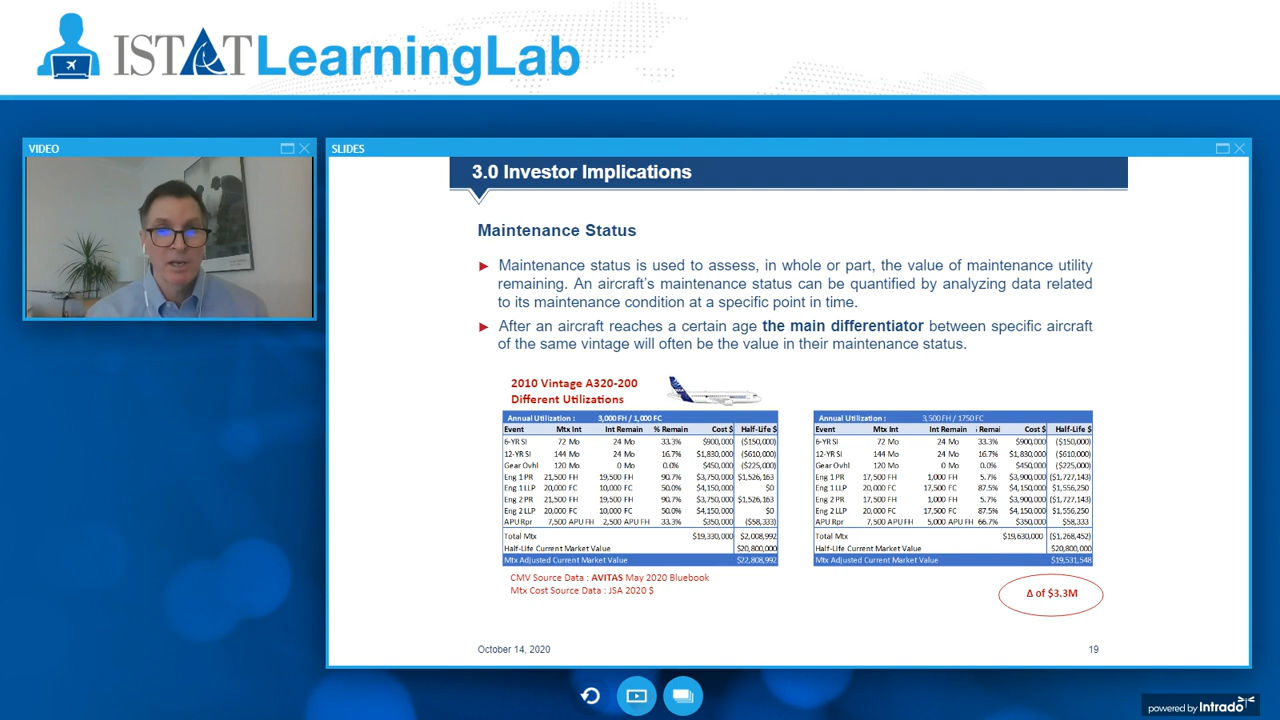 ISTAT LearningLab
VIDEO
SLIDES
3.0 Investor Implications
Maintenance Status
► Maintenance status is used to assess, in whole or part, the value of maintenance utility
remaining. An aircraft's maintenance status can be quantified by analyzing data related
to its maintenance condition at a specific point in time.
► After an aircraft reaches a certain age the main differentiator between specific aircraft
of the same vintage will often be the value in their maintenance status.
2010 Vintage A320-200
Different Utilizations
Annual Utilization : 3,000 FH / 1,000 FC
Event Mtx Int Int Remain % Remain Cost $ Half-Life $
6-YR SI 72 Mo 24 Mo 33.3% $900,000 ($150,000)
12-YR SI 144 Mo 24 Mo 16.7% $1,830,000 ($610,000)
Gear Ovhl 120 Mo 0 Mo 0.0% $450,000 ($225,000)
Eng 1 PR 21,500 FH 19,500 FH 90.7% $3,750,000 $1,526,163
Eng 1 LLP 20,000 FC 10,000 FC 50.0% $4,150,000 $0
Eng 2 PR 21,500 FH 19,500 FH 90.7% $3,750,000 $1,526,163
Eng 2 LLP 20,000 FC 10,000 FC 50.0% $4,150,000 $0
APU Rpr 7,500 APU FH 2,500 APU FH 33.3% $350,000 ($58,333)
Total Mtx $19,330,000 $2,008,992
Half-Life Current Market Value $20,800,000
Mtx Adjusted Current Market Value $22,808,992
Annual Utilization : 3,500 FH / 1750 FC
Event Mtx Int Int Remain Remai Cost $ Half-Life $
6-YR SI 72 Mo 24 Mo 33.3% $900,000 ($150,000)
12-YR SI 144 Mo 24 Mo 16.7% $1,830,000 ($610,000)
Gear Ovhl 120 Mo 0 Mo 0.0% $450,000 ($225,000)
Eng 1 PR 17,500 FH 1,000 FH 5.7% $3,900,000 ($1,727,143)
Eng 1 LLP 20,000 FC 17,500 FC 87.5% $4,150,000 $1,556,250
Eng 2 PR 17,500 FH 1,000 FH 5.7% $3,900,000 ($1,727,143)
Eng 2 LLP 20,000 FC 17,500 FC 87.5% $4,150,000 $1,556,250
APU Rpr 7,500 APU FH 5,000 APU FH 66.7% $350,000 $58,333
Total Mtx $19,630,000 ($1,268,452)
Half-Life Current Market Value $20,800,000
Mtx Adjusted Current Market Value $19,531,548
CMV Source Data : AVITAS May 2020 Bluebook
Mtx Cost Source Data : JSA 2020 $
Δ of $3.3M
October 14, 2020
19
powered by Intrado